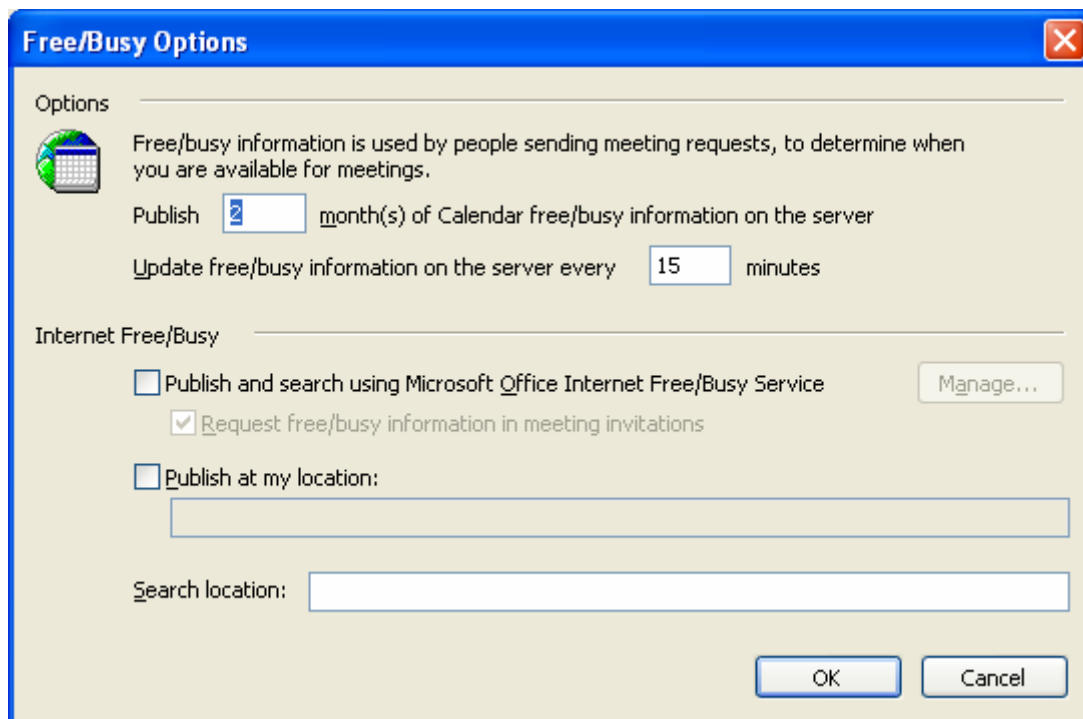 Free/Busy Options
Options
Free/busy information is used by people sending meeting requests, to determine when
you are available for meetings.
Publish 2 month(s) of Calendar free/busy information on the server
Update free/busy information on the server every 15 minutes
Internet Free/Busy
Publish and search using Microsoft Office Internet Free/Busy Service Manage...
Request free/busy information in meeting invitations
Publish at my location:
Search location:
OK Cancel